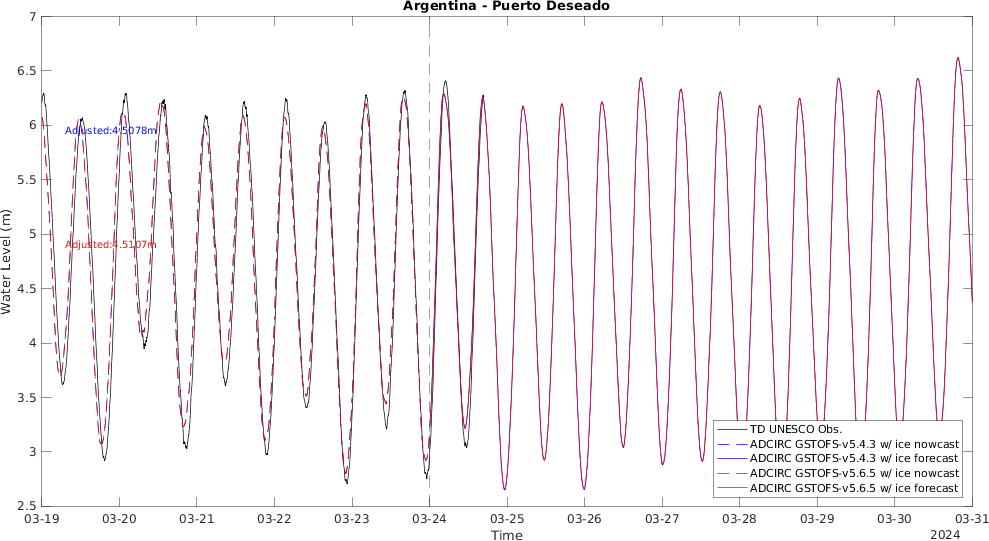 Argentina - Puerto Deseado
7
6.5
6
5.5
5
4.5
4
3.5
3
2.5
Water Level (m)
Adjusted:4.5078m
Adjusted:4.5107m
TD UNESCO Obs.
ADCIRC GSTOFS-v5.4.3 w/ ice nowcast
ADCIRC GSTOFS-v5.4.3 w/ ice forecast
ADCIRC GSTOFS-v5.6.5 w/ ice nowcast
ADCIRC GSTOFS-v5.6.5 w/ ice forecast
03-19 03-20 03-21 03-22 03-23 03-24 03-25 03-26 03-27 03-28 03-29 03-30 03-31
Time
2024